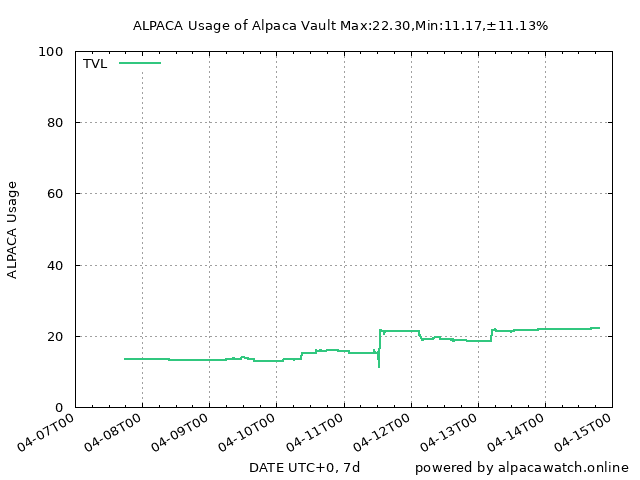 ALPACA Usage of Alpaca Vault Max:22.30,Min:11.17,±11.13%
TVL
100
80
60
40
20
0
ALPACA Usage
04-07T00
04-08T00
04-09T00
04-10T00
04-11T00
04-12T00
04-13T00
04-14T00
04-15T00
DATE UTC+0, 7d
powered by alpacawatch.online